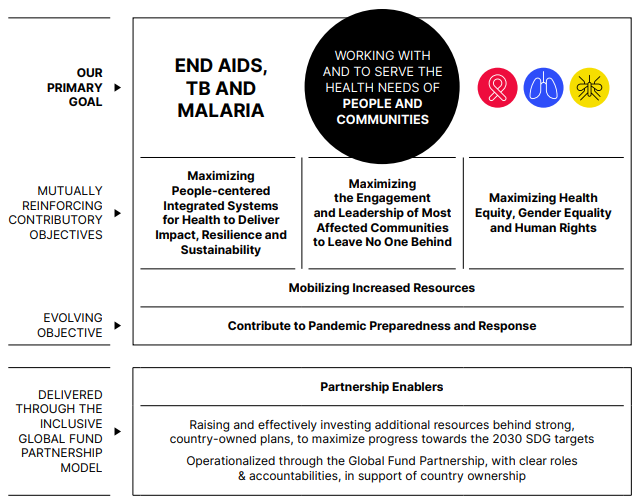 OUR
PRIMARY
GOAL
END AIDS,
TB AND
MALARIA
WORKING WITH
AND TO SERVE THE
HEALTH NEEDS OF
PEOPLE AND
COMMUNITIES
MUTUALLY
REINFORCING
CONTRIBUTORY
OBJECTIVES
Maximizing
People-centered
Integrated Systems
for Health to Deliver
Impact, Resilience and
Sustainability
Maximizing
the Engagement
and Leadership of Most
Affected Communities
to Leave No One Behind
Maximizing Health
Equity, Gender Equality
and Human Rights
Mobilizing Increased Resources
EVOLVING
OBJECTIVE
Contribute to Pandemic Preparedness and Response
DELIVERED
THROUGH THE
INCLUSIVE
GLOBAL FUND
PARTNERSHIP
MODEL
Partnership Enablers
Raising and effectively investing additional resources behind strong,
country-owned plans, to maximize progress towards the 2030 SDG targets
Operationalized through the Global Fund Partnership, with clear roles
& accountabilities, in support of country ownership